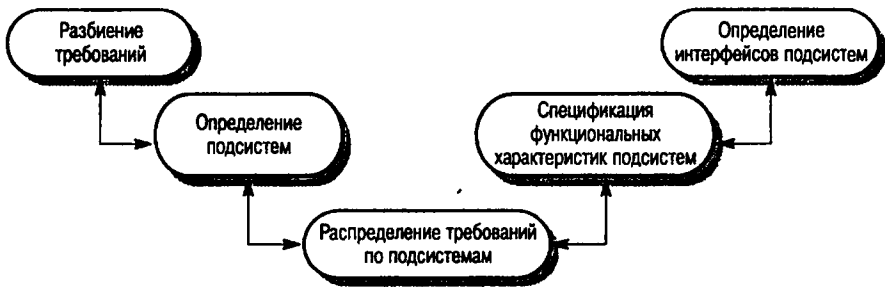 Разбиение
требований
Определение
подсистем
Распределение требований
по подсистемам
Спецификация
функциональных
характеристик подсистем
Определение
интерфейсов подсистем